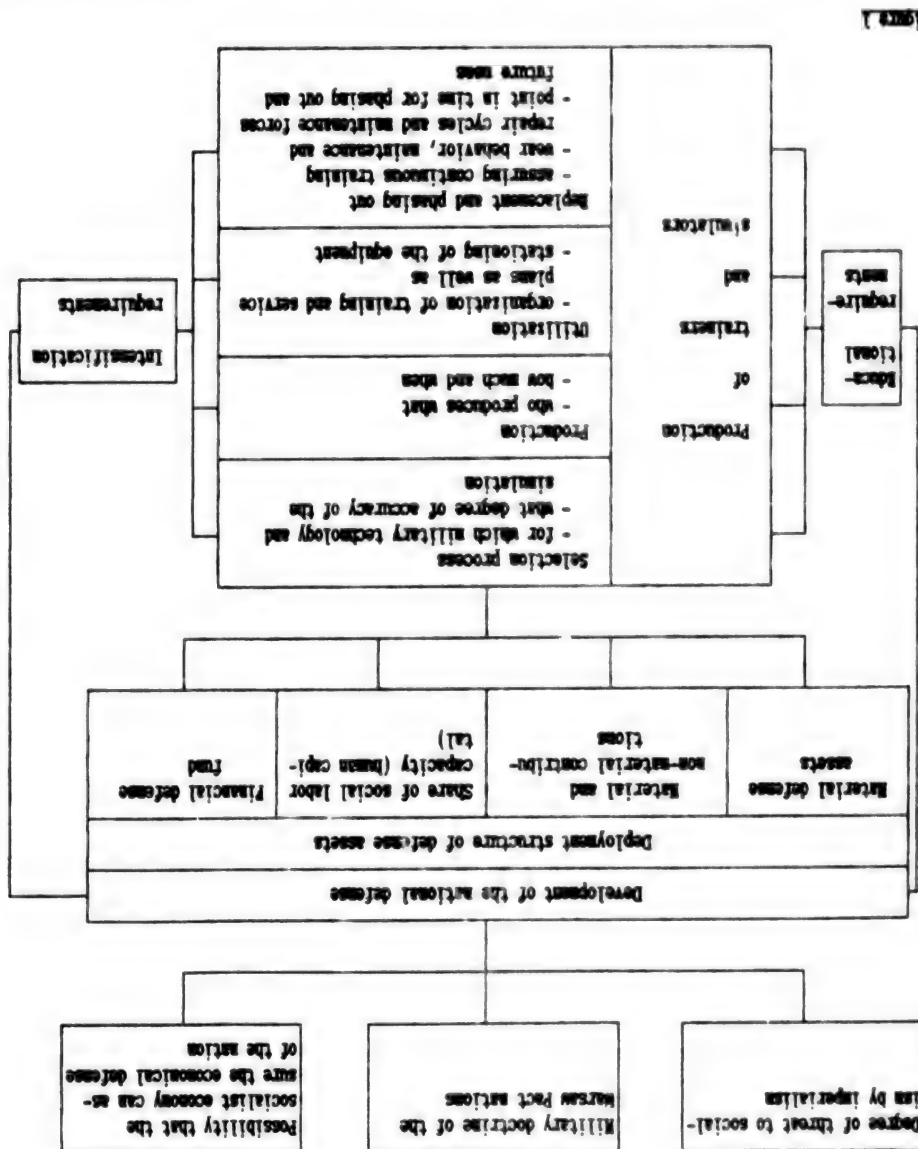 Degree of threat to social-
ism by imperialism
Military doctrine of the
Warsaw Pact nations
Possibility that the
socialist economy can as-
sure the economical defense
of the nation
Development of the national defense
Deployment structure of defense assets
Material defense
assets
Material and
non-material contribu-
tions
Share of social labor
capacity (human capi-
tal)
Financial defense
fund
Educa-
tional
require-
ments
Production
of
trainers
and
s'mulators
Selection process
- for which military technology and
- what degree of accuracy of the
simulation
Production
- who produces what
- how much and when
Utilization
- organization of training and service
plans as well as
- stationing of the equipment
Replacement and phasing out
- assuring continuous training
- wear behavior, maintenance and
repair cycles and maintenance forces
- point in time for phasing out and
future uses
Intensification
requirements
Figure 1